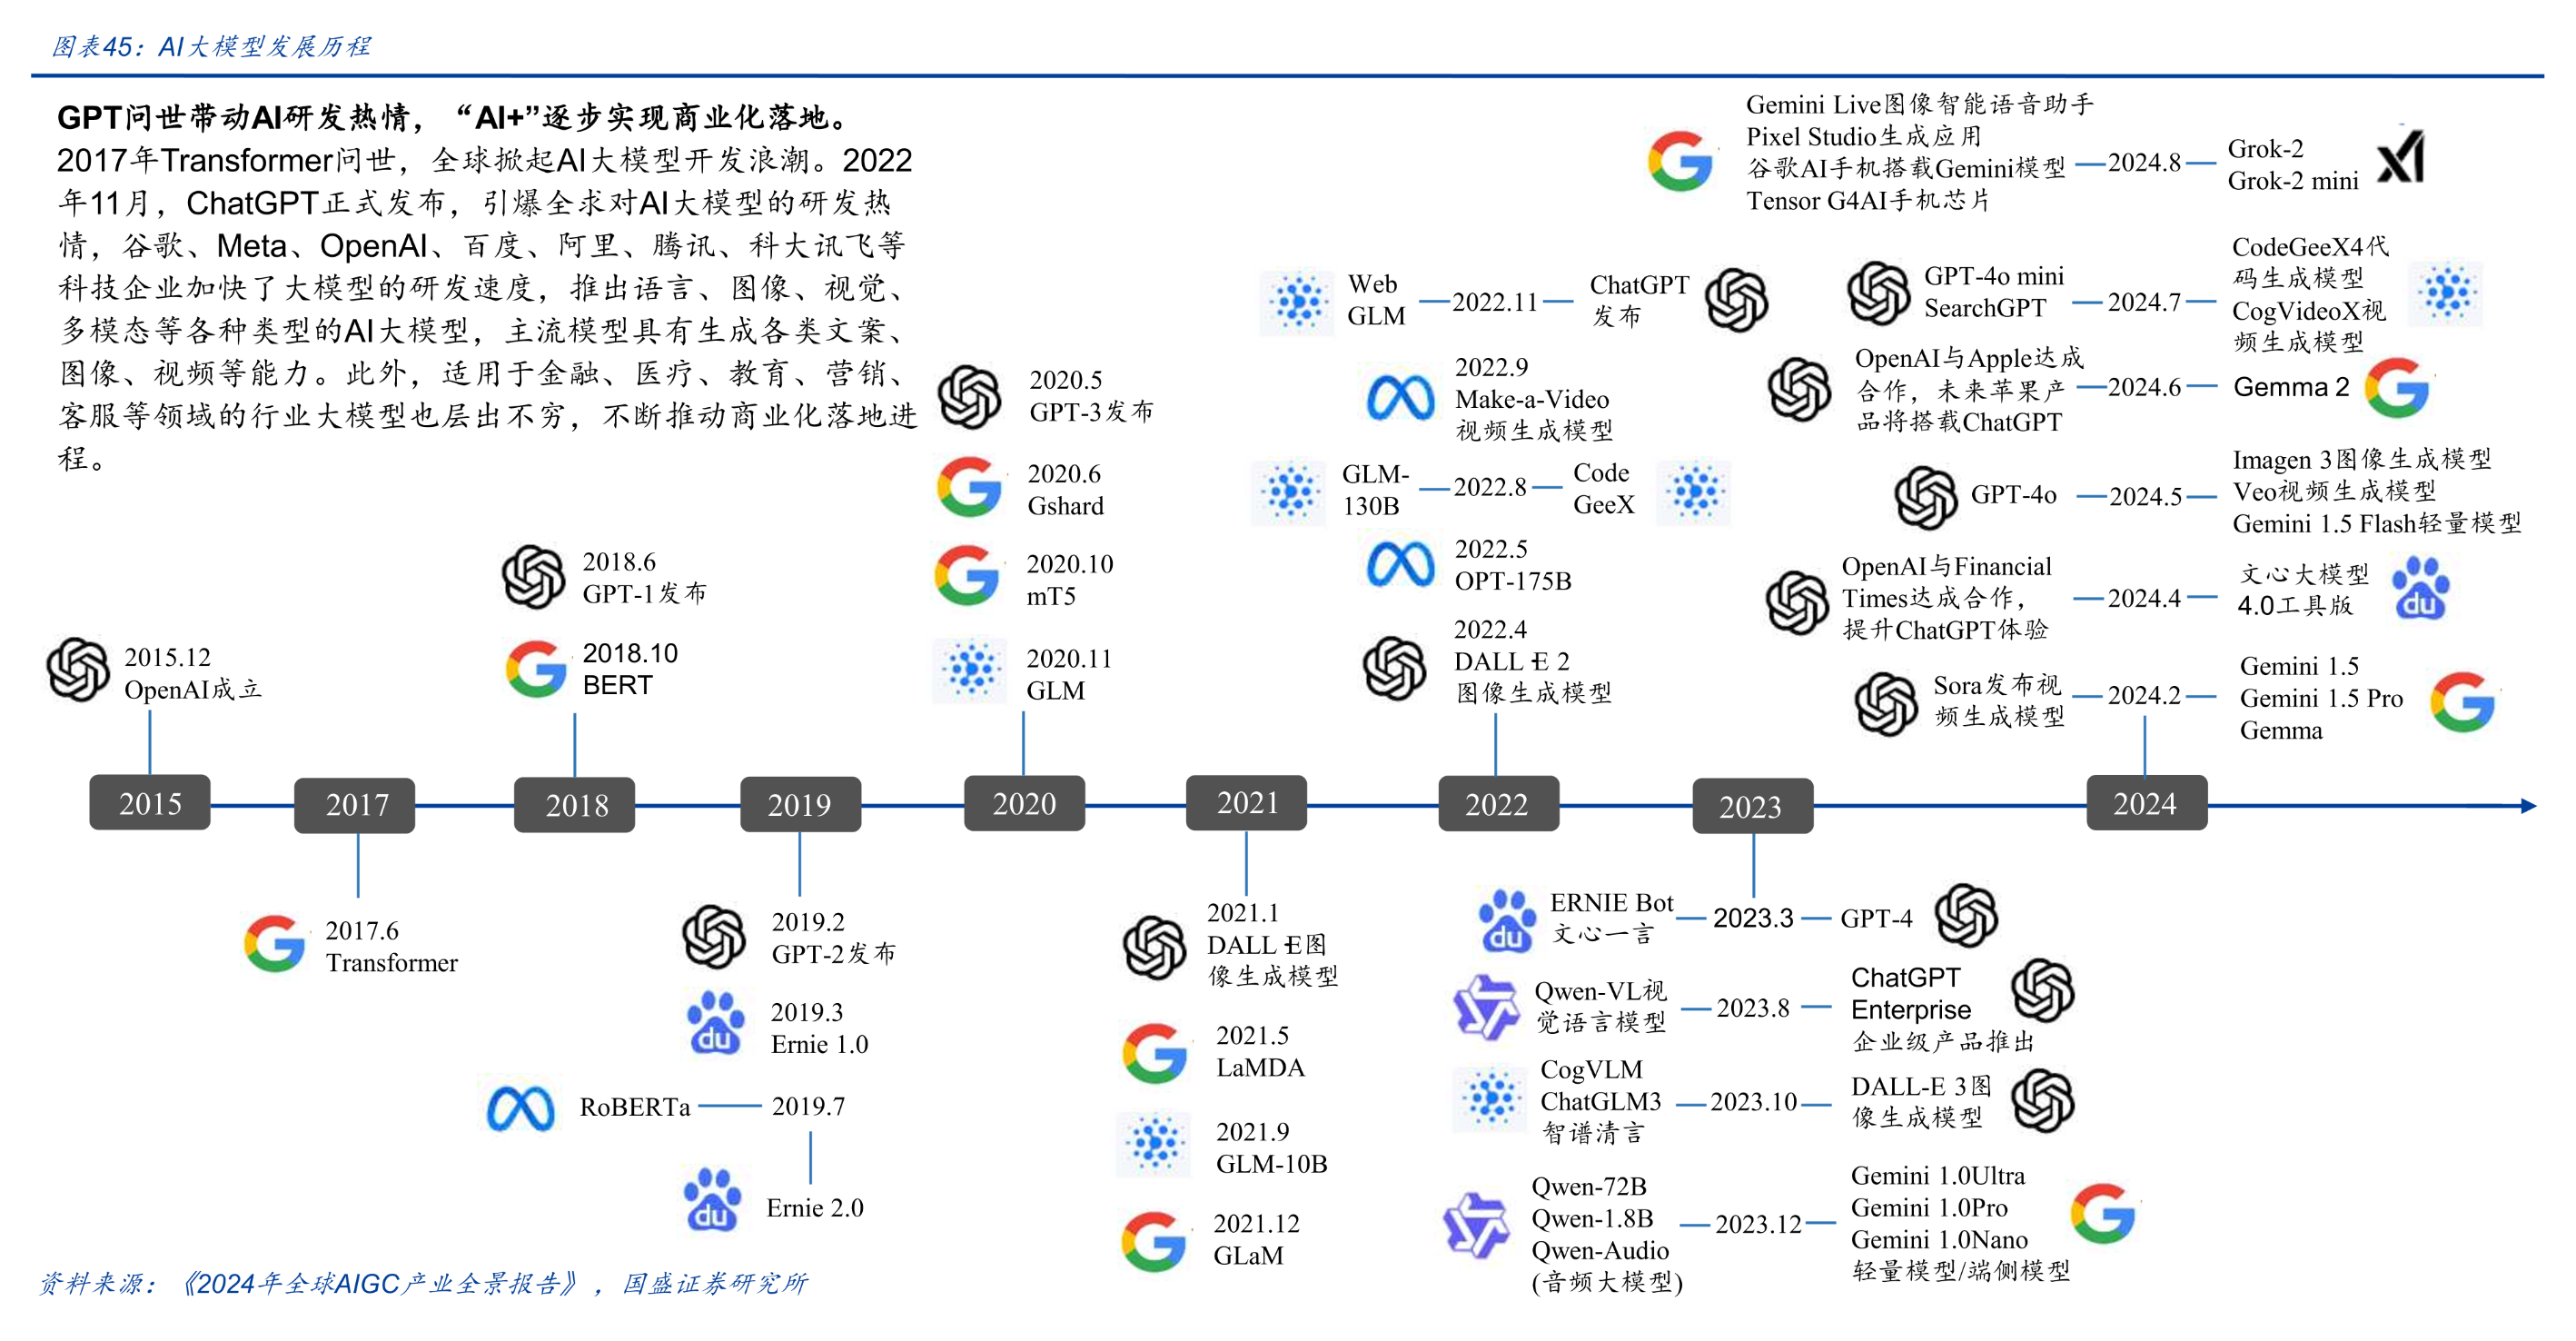 图表45：AI大模型发展历程
GPT问世带动AI研发热情，“AI+”逐步实现商业化落地。
2017年Transformer问世，全球掀起AI大模型开发浪潮。2022
年11月，ChatGPT正式发布，引爆全求对AI大模型的研发热
情，谷歌、Meta、OpenAI、百度、阿里、腾讯、科大讯飞等
科技企业加快了大模型的研发速度，推出语言、图像、视觉、
多模态等各种类型的AI大模型，主流模型具有生成各类文案、
图像、视频等能力。此外，适用于金融、医疗、教育、营销、
客服等领域的行业大模型也层出不穷，不断推动商业化落地进
程。
2015.12
OpenAI成立
2018.6
GPT-1发布
2018.10
BERT
2020.5
GPT-3发布
2020.6
Gshard
2020.10
mT5
2020.11
GLM
Web
GLM
2022.11
ChatGPT
发布
2022.9
Make-a-Video
视频生成模型
GLM-
130B
2022.8
Code
GeeX
2022.5
OPT-175B
2022.4
DALL·E 2
图像生成模型
Gemini Live图像智能语音助手
Pixel Studio生成应用
谷歌AI手机搭载Gemini模型
Tensor G4AI手机芯片
2024.8
Grok-2
Grok-2 mini
xI
GPT-4o mini
SearchGPT
2024.7
CodeGeeX4代
码生成模型
CogVideoX视
频生成模型
OpenAI与Apple达成
合作，未来苹果产
品将搭载ChatGPT
2024.6
Gemma 2
GPT-4o
2024.5
Imagen 3图像生成模型
Veo视频生成模型
Gemini 1.5 Flash轻量模型
OpenAI与Financial
Times达成合作，
提升ChatGPT体验
2024.4
文心大模型
4.0工具版
du
Sora发布视
频生成模型
2024.2
Gemini 1.5
Gemini 1.5 Pro
Gemma
2015
2017
2018
2019
2020
2021
2022
2023
2024
2017.6
Transformer
2019.2
GPT-2发布
du
2019.3
Ernie 1.0
RoBERTa
2019.7
du
Ernie 2.0
2021.1
DALL·E图
像生成模型
2021.5
LaMDA
2021.9
GLM-10B
2021.12
GLaM
du
ERNIE Bot
文心一言
2023.3
GPT-4
Qwen-VL视
觉语言模型
2023.8
ChatGPT
Enterprise
企业级产品推出
CogVLM
ChatGLM3
智谱清言
2023.10
DALL-E 3图
像生成模型
Qwen-72B
Qwen-1.8B
Qwen-Audio
(音频大模型)
2023.12
Gemini 1.0Ultra
Gemini 1.0Pro
Gemini 1.0Nano
轻量模型/端侧模型
资料来源：《2024年全球AIGC产业全景报告》，国盛证券研究所